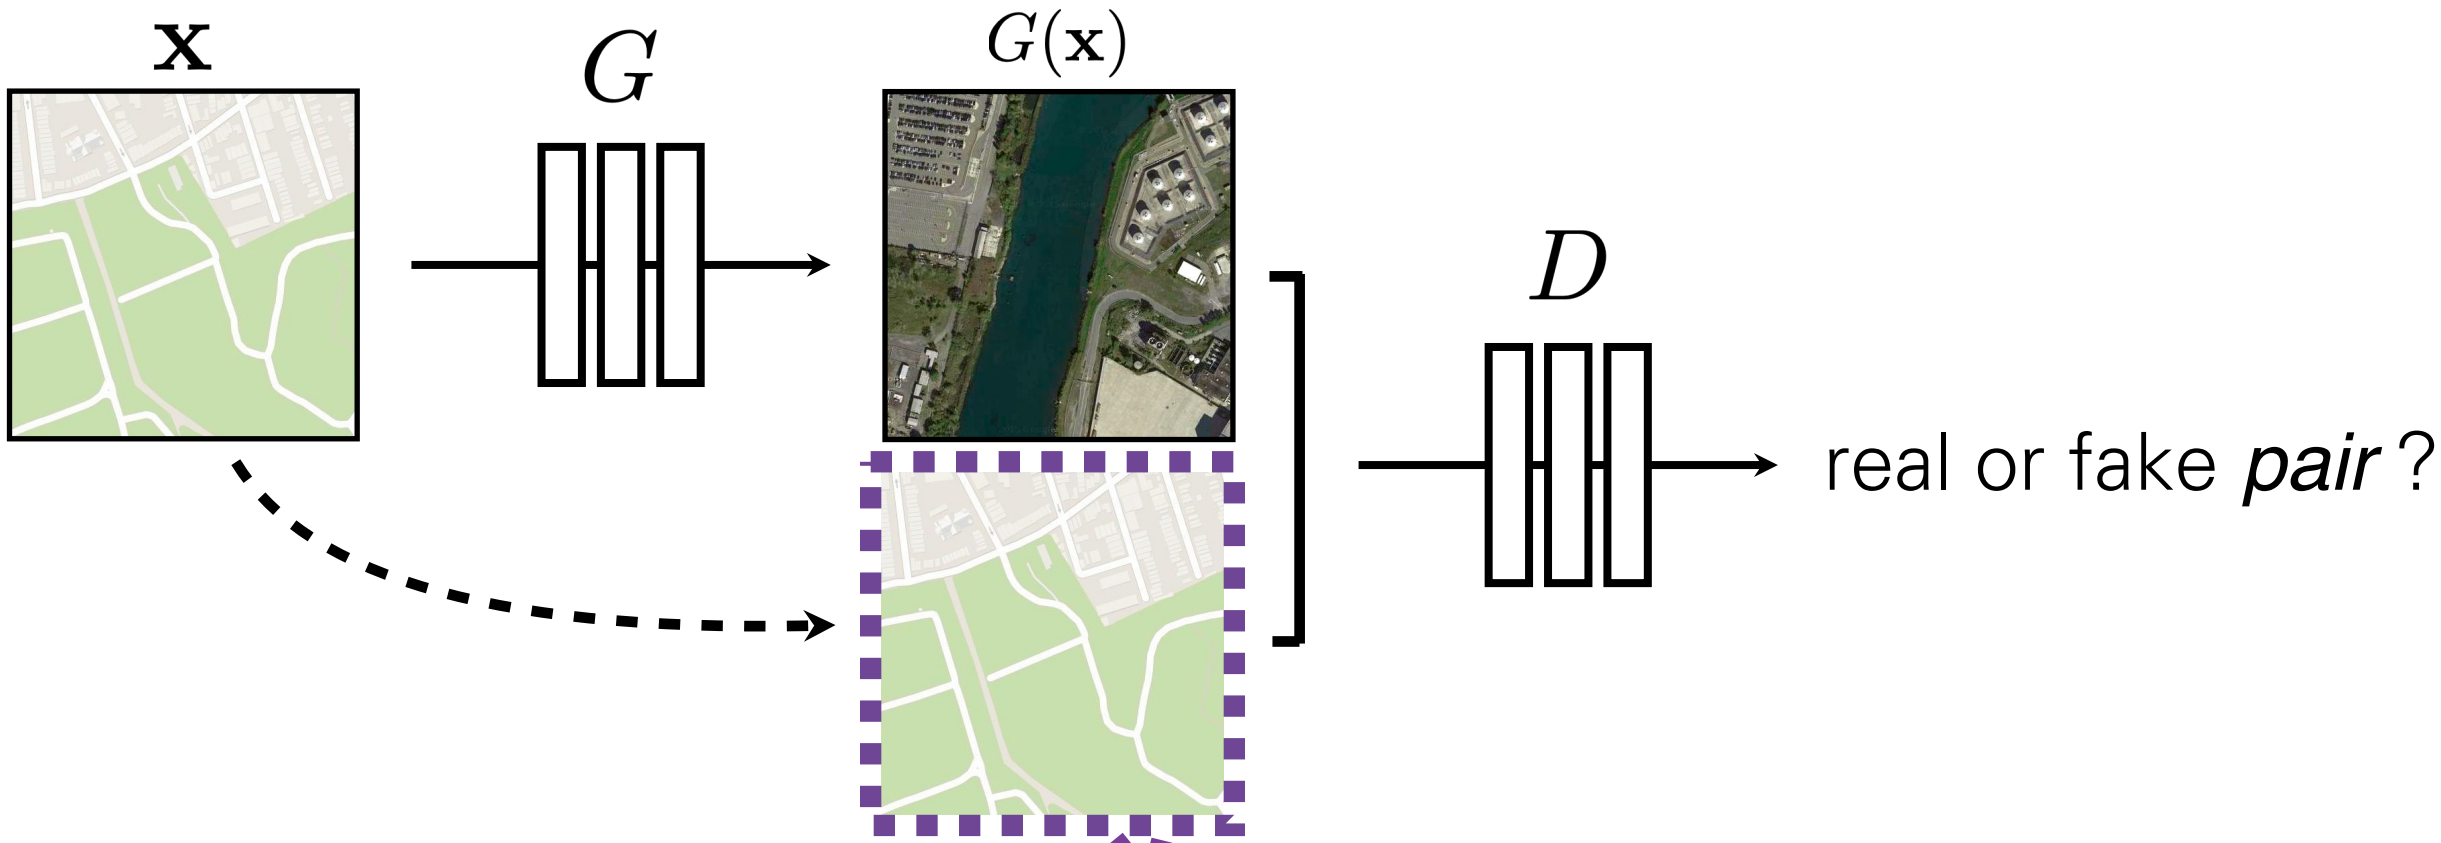 x
G
G(x)
D
real or fake pair ?